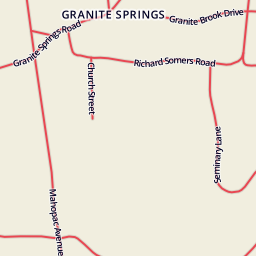 GRANITE SPRINGS
Granite Brook Drive
Granite Springs Road
Richard Somers Road
Church Street
Seminary Lane
Mahopac Avenue